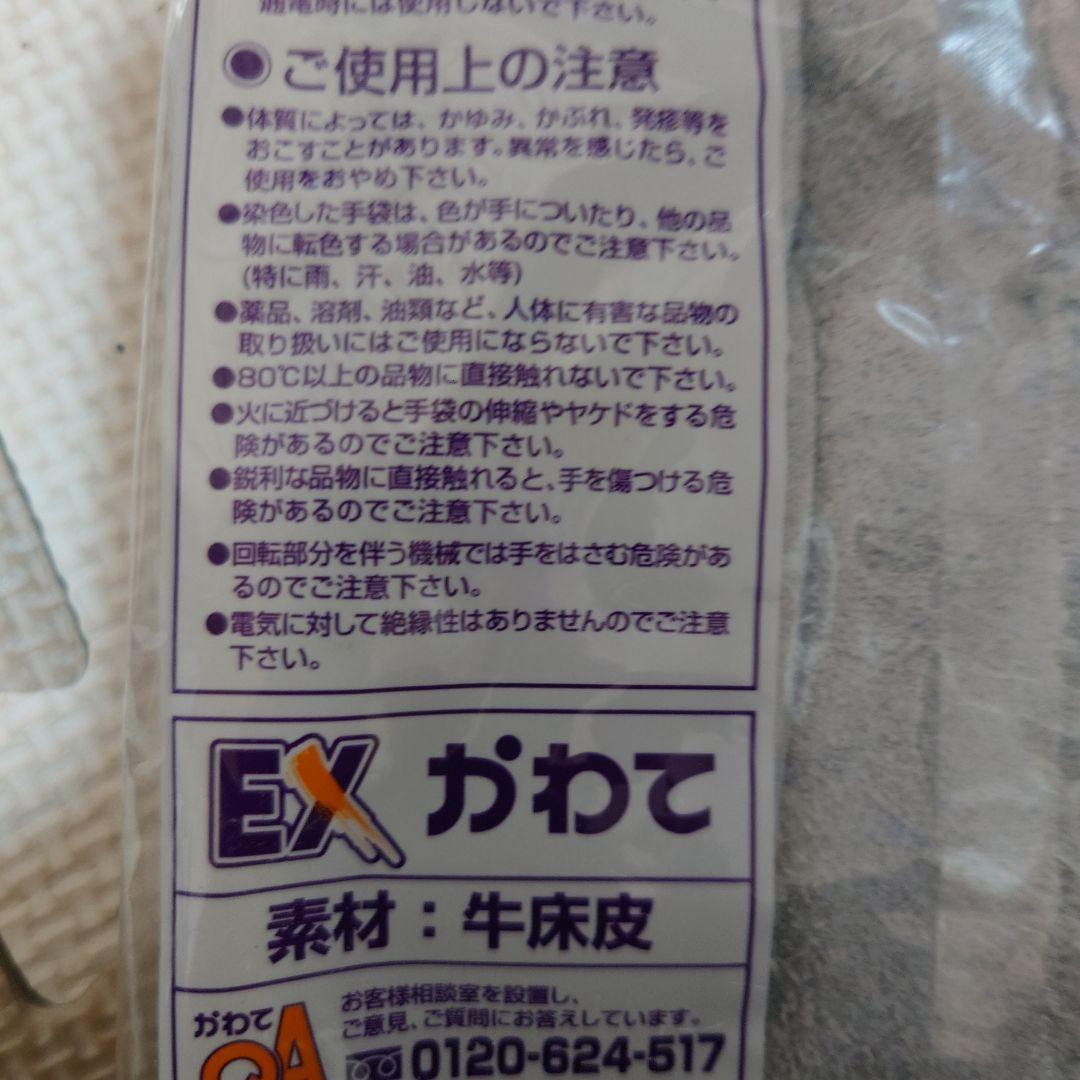 通電時には使用しないで下さい。
◉ご使用上の注意
●体質によっては、かゆみ、かぶれ、発疹等を
おこすことがあります。異常を感じたら、ご
使用をおやめ下さい。
●染色した手袋は、色が手についたり、他の品
物に転色する場合があるのでご注意下さい。
(特に雨、汗、油、水等)
●薬品、溶剤、油類など、人体に有害な品物の
取り扱いにはご使用にならないで下さい。
●80℃以上の品物に直接触れないで下さい。
●火に近づけると手袋の伸縮やヤケドをする危
険があるのでご注意下さい。
●鋭利な品物に直接触れると、手を傷つける危
険があるのでご注意下さい。
●回転部分を伴う機械では手をはさむ危険があ
るのでご注意下さい。
●電気に対して絶縁性はありませんのでご注意
下さい。
EX かわて
素材：牛床皮
かわて
QA
お客様相談室を設置し、
ご意見、ご質問にお答えしています。
0120-624-517